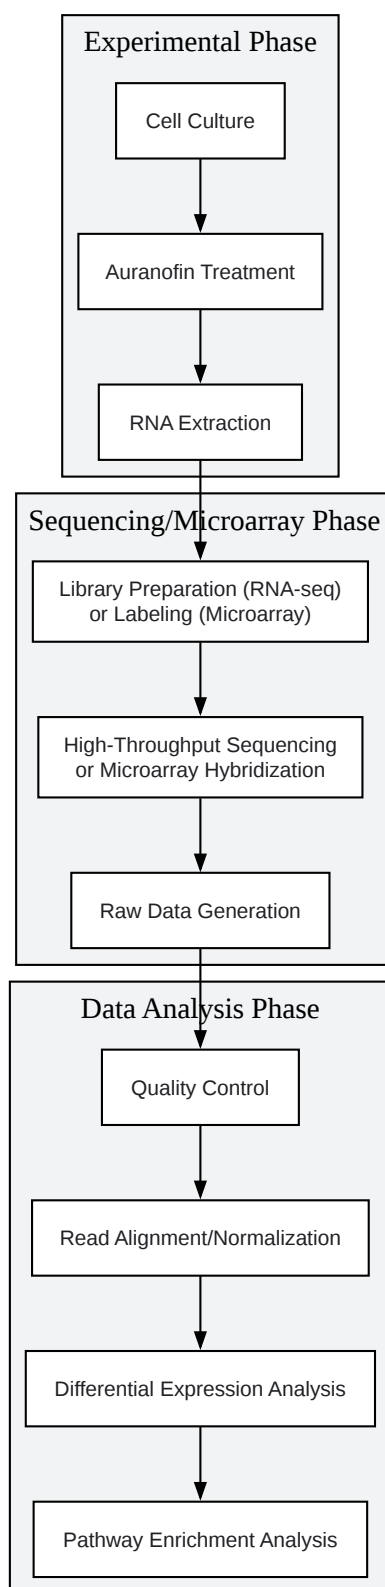 Experimental Phase
Cell Culture
Auranofin Treatment
RNA Extraction
Sequencing/Microarray Phase
Library Preparation (RNA-seq)
or Labeling (Microarray)
High-Throughput Sequencing
or Microarray Hybridization
Raw Data Generation
Data Analysis Phase
Quality Control
Read Alignment/Normalization
Differential Expression Analysis
Pathway Enrichment Analysis